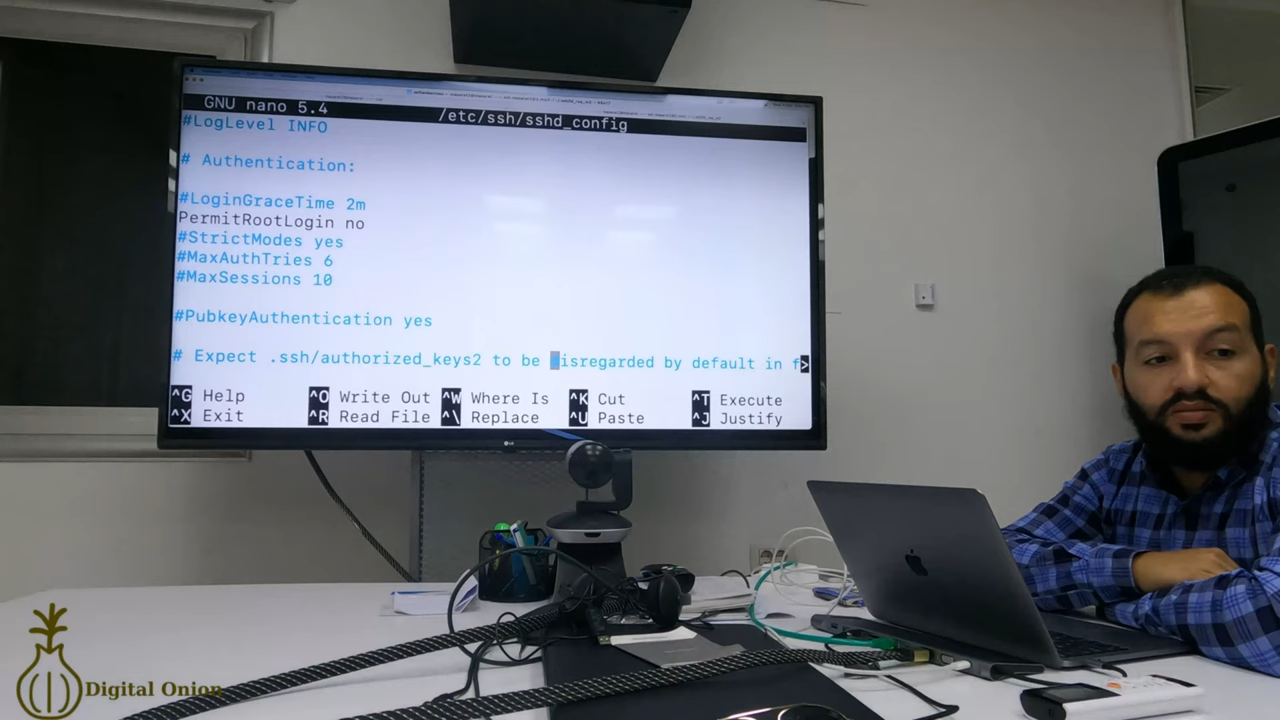 GNU nano 5.4
/etc/ssh/sshd_config
#LogLevel INFO
# Authentication:
#LoginGraceTime 2m
PermitRootLogin no
#StrictModes yes
#MaxAuthTries 6
#MaxSessions 10
#PubkeyAuthentication yes
# Expect .ssh/authorized_keys2 to be disregarded by default in f>
^G Help ^O Write Out ^W Where Is ^K Cut ^T Execute
^X Exit ^R Read File ^\ Replace ^U Paste ^J Justify
LG
Digital Onion